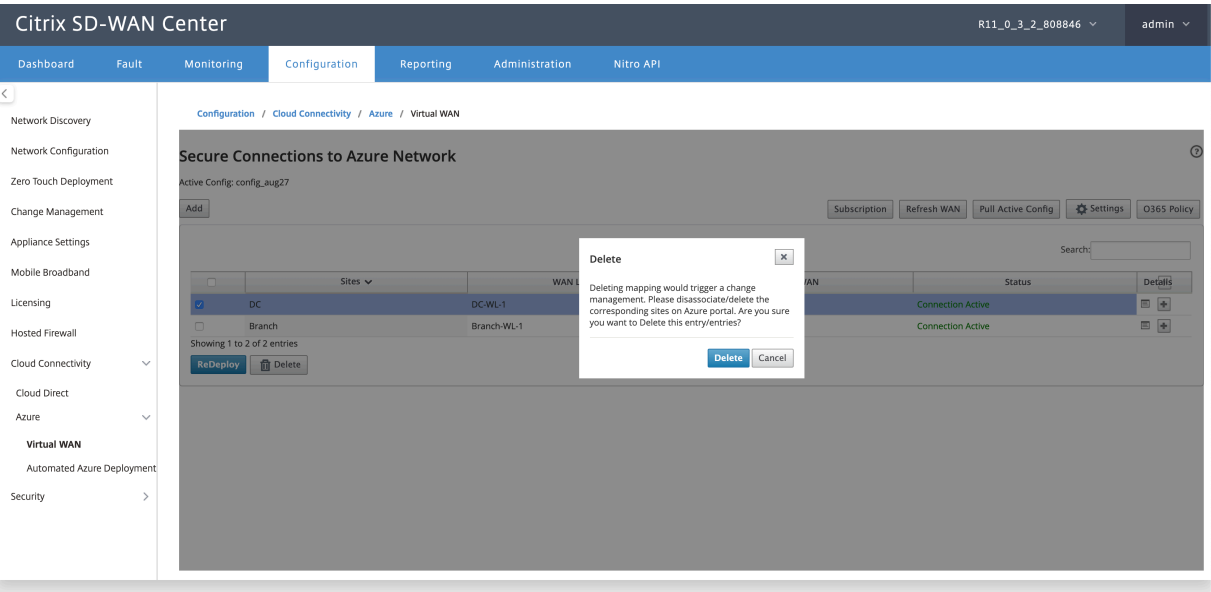 Citrix SD-WAN Center
R11_0_3_2_808846
admin
Dashboard Fault Monitoring Configuration Reporting Administration Nitro API
Network Discovery
Network Configuration
Zero Touch Deployment
Change Management
Appliance Settings
Mobile Broadband
Licensing
Hosted Firewall
Cloud Connectivity
Cloud Direct
Azure
Virtual WAN
Automated Azure Deployment
Security
Configuration / Cloud Connectivity / Azure / Virtual WAN
Secure Connections to Azure Network
Active Config: config_aug27
Add Subscription Refresh WAN Pull Active Config Settings O365 Policy
Search:
Sites WAN Status Details
DC DC-WL-1 Connection Active
Branch Branch-WL-1 Connection Active
Showing 1 to 2 of 2 entries
ReDeploy Delete
Delete
Deleting mapping would trigger a change
management. Please disassociate/delete the
corresponding sites on Azure portal. Are you sure
you want to Delete this entry/entries?
Delete Cancel